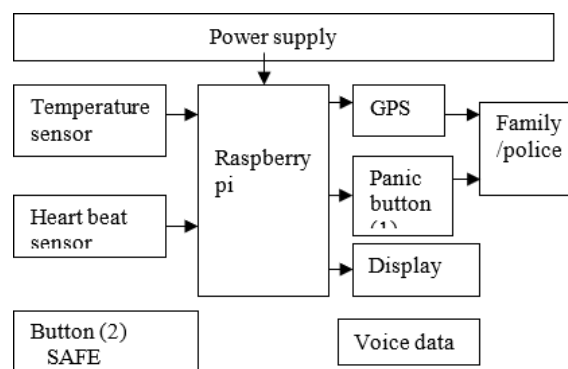 Power supply
Temperature
sensor
GPS
Family
/police
Raspberry
pi
Panic
button
(1)
Heart beat
sensor
Display
Button (2)
SAFE
Voice data